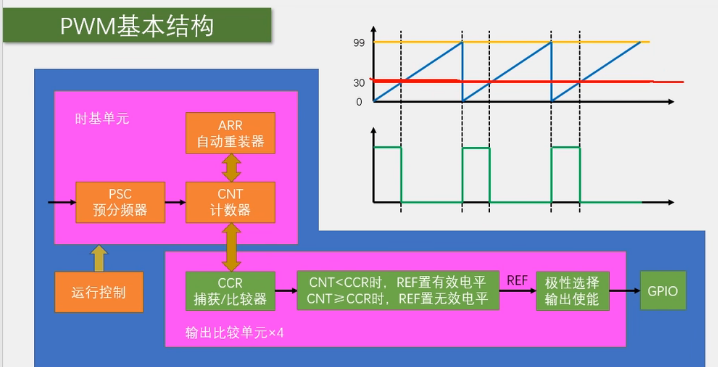 PWM基本结构
99
30
0
时基单元
ARR
自动重装器
PSC
预分频器
CNT
计数器
运行控制
CCR
捕获/比较器
CNT<CCR时，REF置有效电平
CNT≥CCR时，REF置无效电平
REF
极性选择
输出使能
GPIO
输出比较单元×4